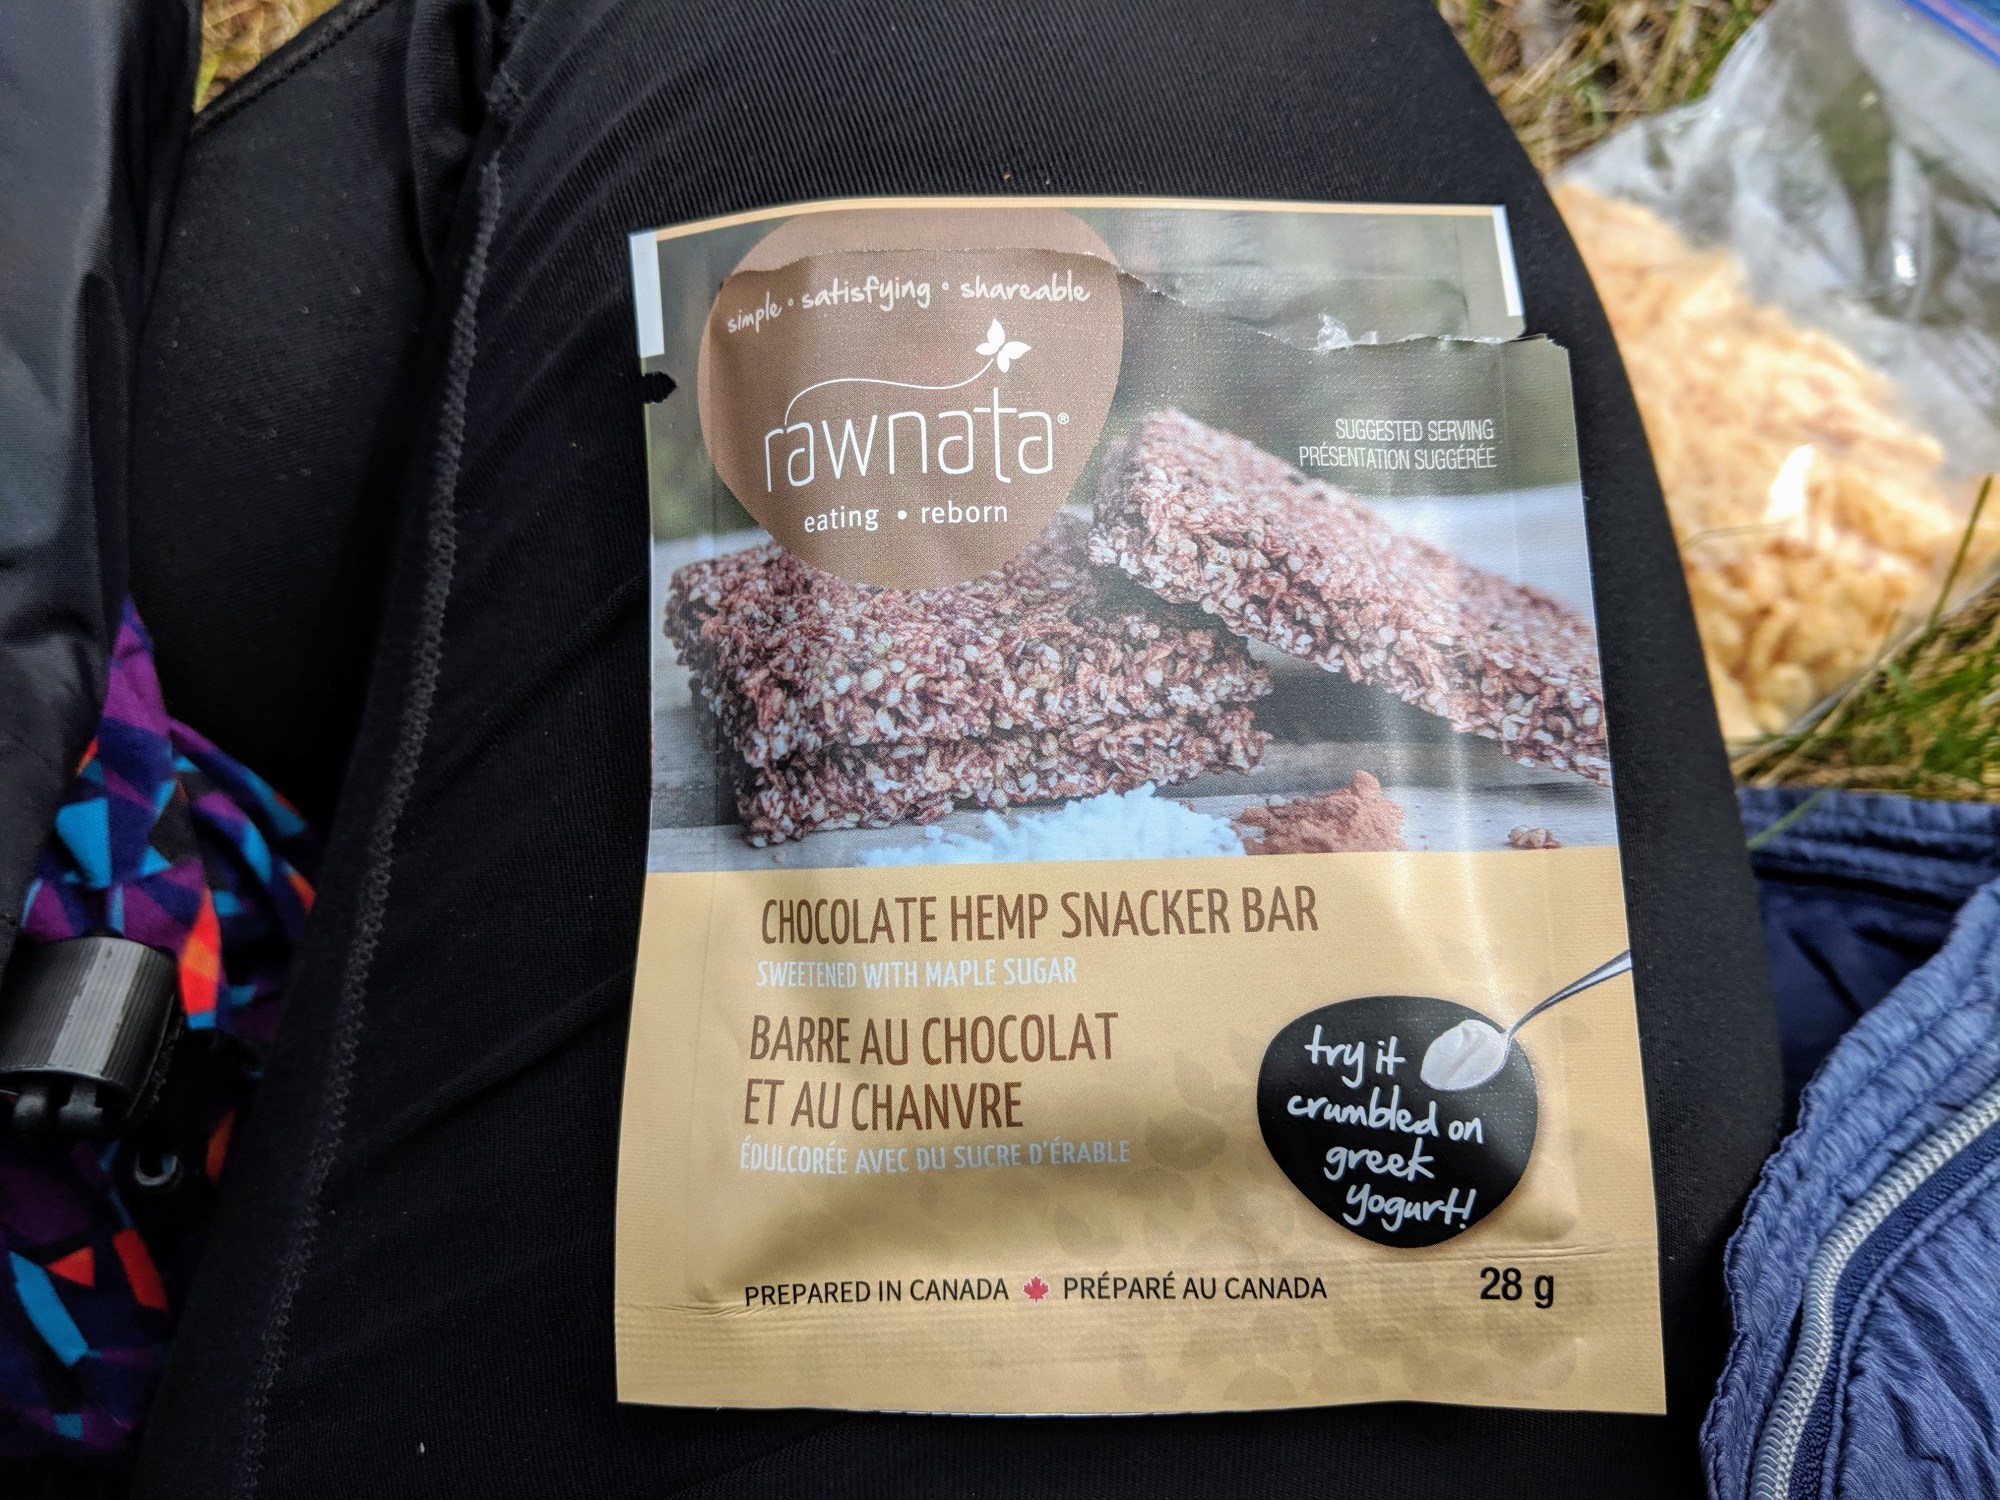 simple • satisfying • shareable
rawnata®
eating • reborn
SUGGESTED SERVING
PRÉSENTATION SUGGÉRÉE
CHOCOLATE HEMP SNACKER BAR
SWEETENED WITH MAPLE SUGAR
BARRE AU CHOCOLAT
ET AU CHANVRE
ÉDULCORÉE AVEC DU SUCRE D'ÉRABLE
try it
crumbled on
greek
yogurt!
PREPARED IN CANADA PRÉPARÉ AU CANADA
28 g